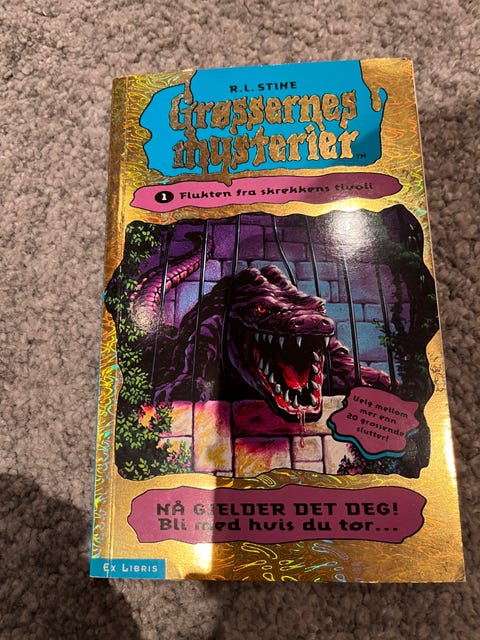 R.L. STINE
Grøssernes
mysterier™
1 Flukten fra skrekkens tivoli
Velg mellom
mer enn
20 grøssende
slutter!
NÅ GJELDER DET DEG!
Bli med hvis du tør...
EX LIBRIS